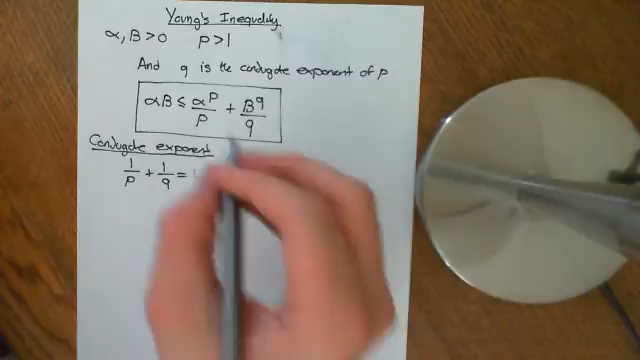 Young's Inequality
α, β > 0 p > 1
And q is the conjugate exponent of p
αβ ≤ α^p/p + β^q/q
Conjugate exponent
1/p + 1/q =